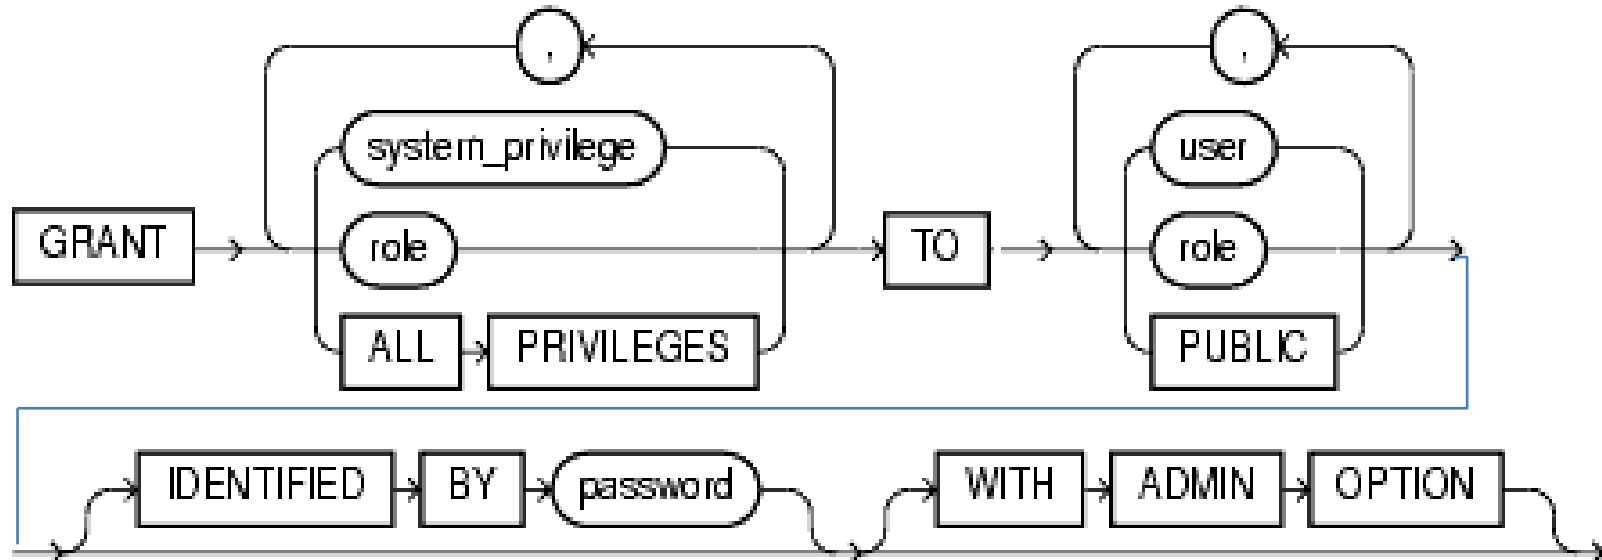 , ,
system_privilege user
GRANT role TO role
ALL PRIVILEGES PUBLIC
IDENTIFIED BY password WITH ADMIN OPTION